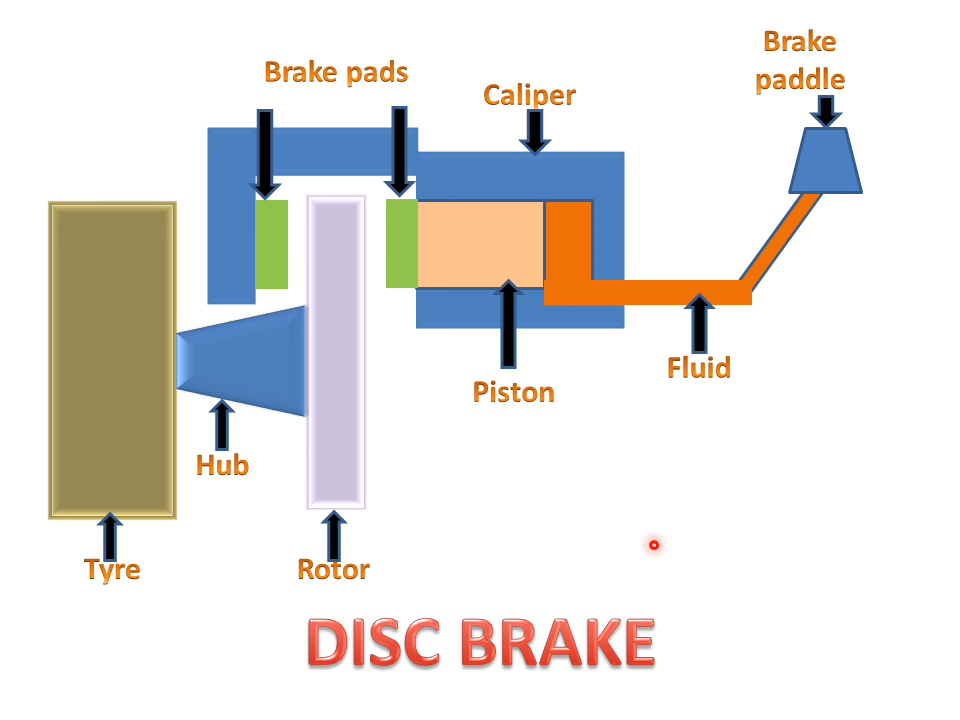 Brake
paddle
Brake pads
Caliper
Fluid
Piston
Hub
Tyre
Rotor
DISC BRAKE